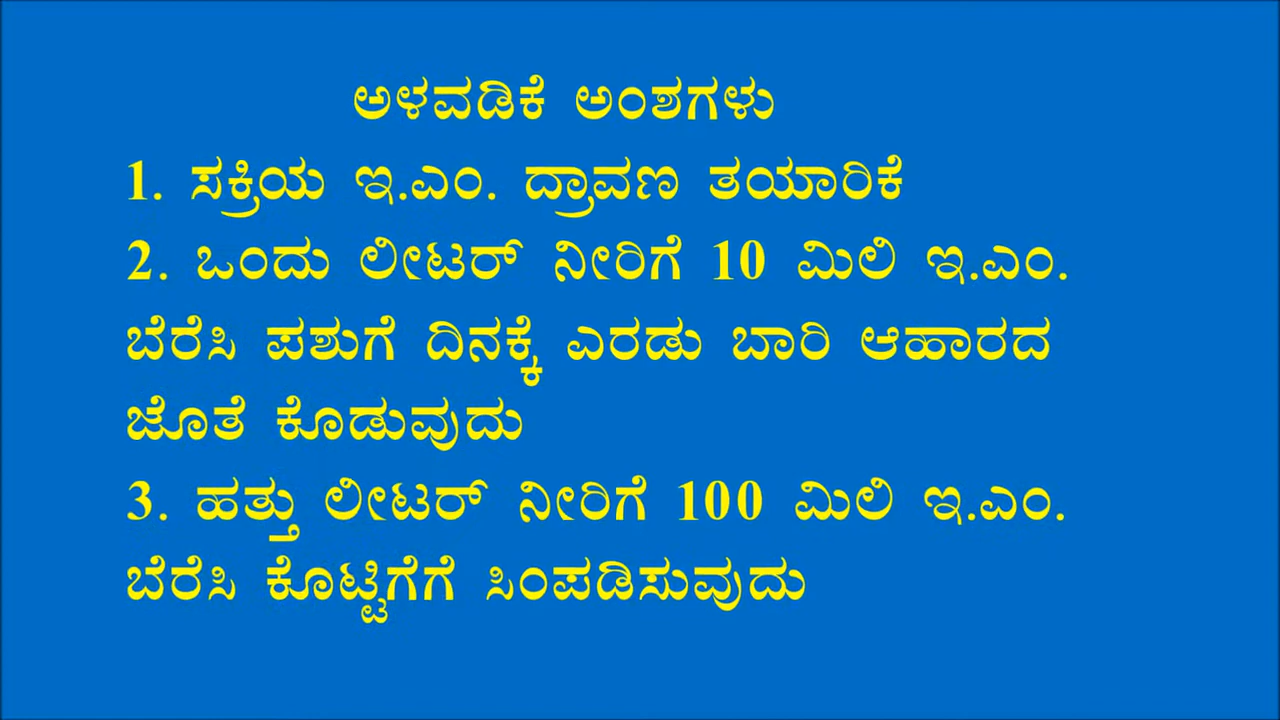 ಅಳವಡಿಕೆ ಅಂಶಗಳು
1. ಸಕ್ರಿಯ ಇ.ಎಂ. ದ್ರಾವಣ ತಯಾರಿಕೆ
2. ಒಂದು ಲೀಟರ್ ನೀರಿಗೆ 10 ಮಿಲಿ ಇ.ಎಂ.
ಬೆರೆಸಿ ಪಶುಗೆ ದಿನಕ್ಕೆ ಎರಡು ಬಾರಿ ಆಹಾರದ
ಜೊತೆ ಕೊಡುವುದು
3. ಹತ್ತು ಲೀಟರ್ ನೀರಿಗೆ 100 ಮಿಲಿ ಇ.ಎಂ.
ಬೆರೆಸಿ ಕೊಟ್ಟಿಗೆಗೆ ಸಿಂಪಡಿಸುವುದು